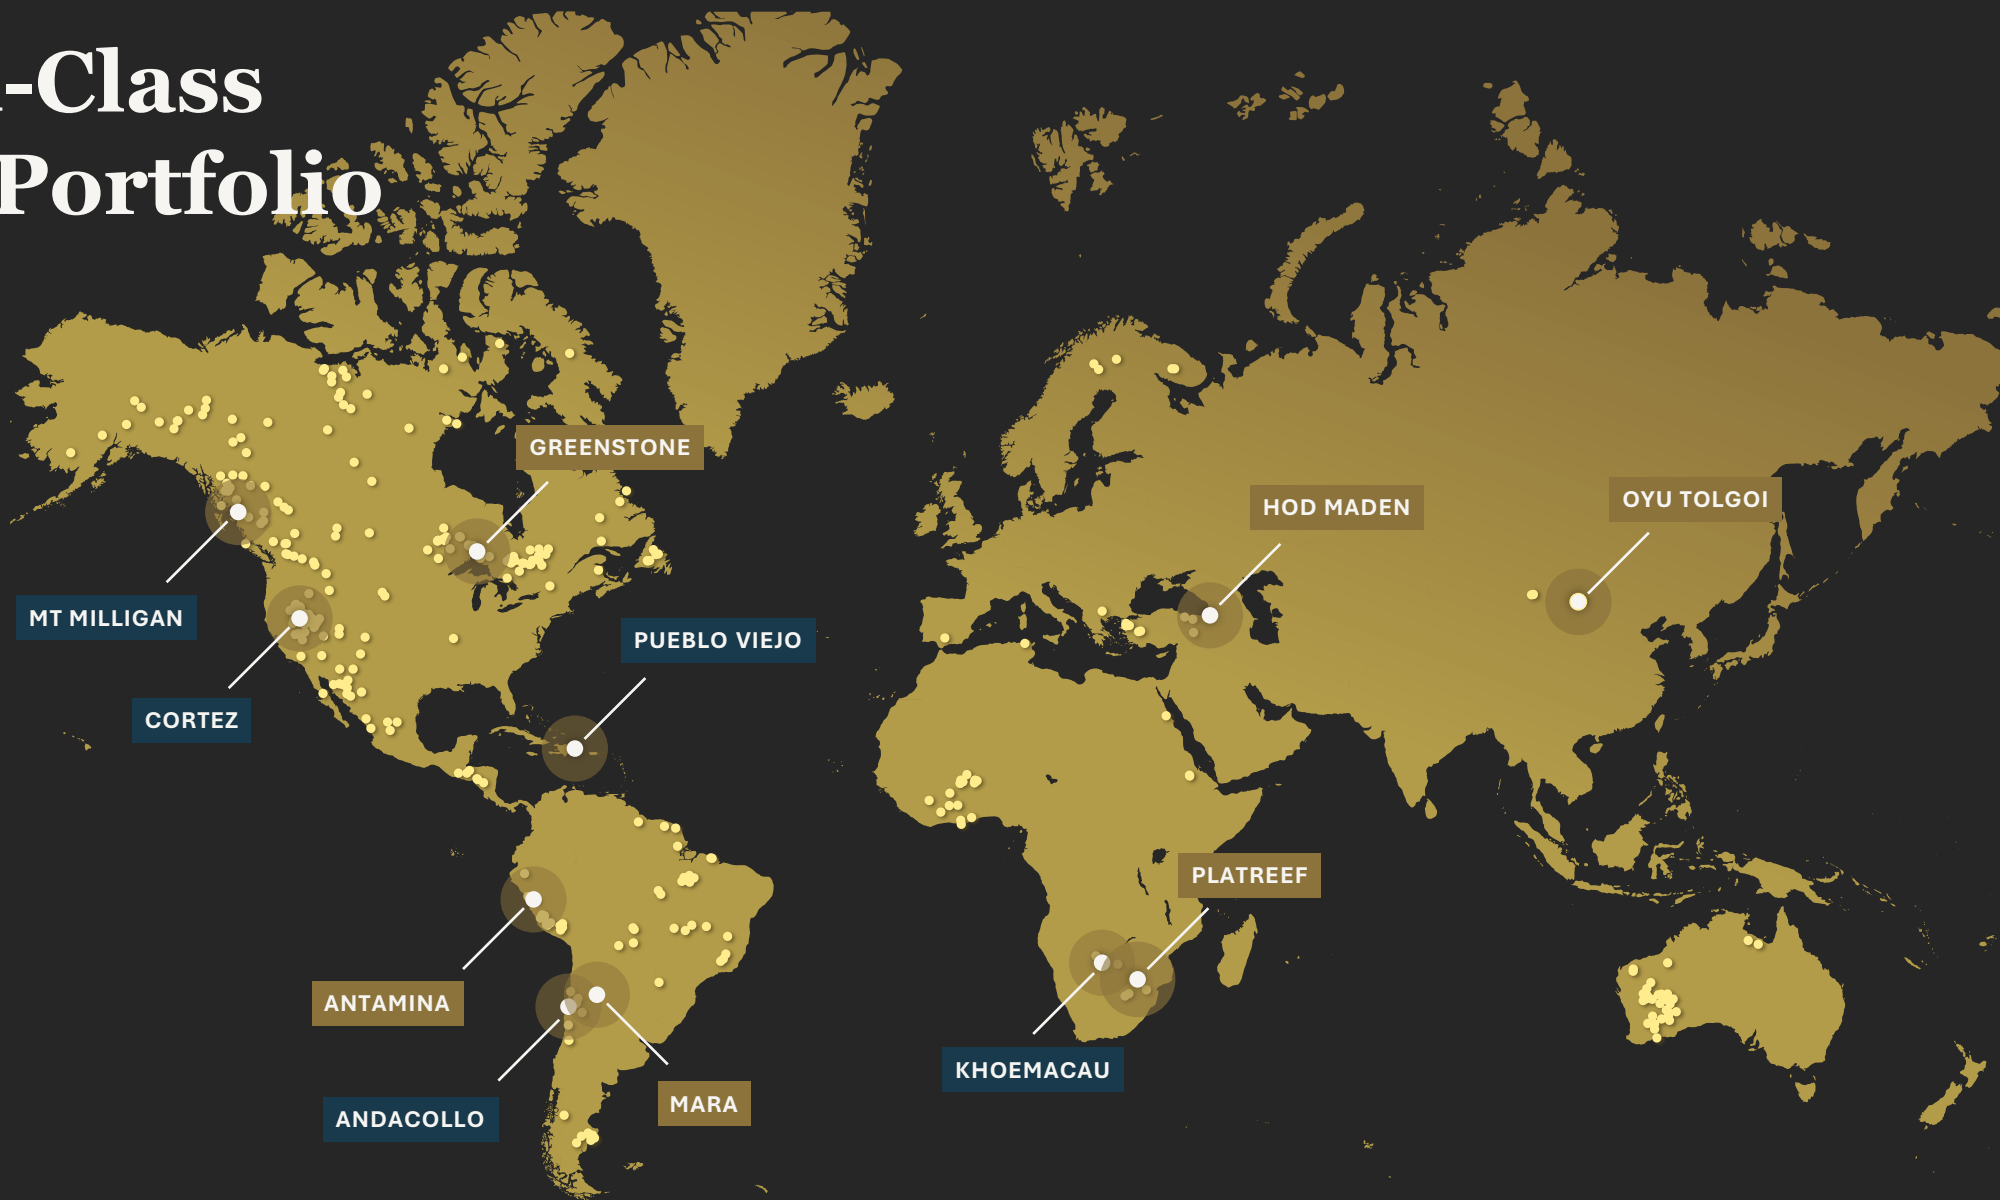 -Class
Portfolio
GREENSTONE
HOD MADEN
OYU TOLGOI
MT MILLIGAN
PUEBLO VIEJO
CORTEZ
PLATREEF
ANTAMINA
KHOEMACAU
MARA
ANDACOLLO